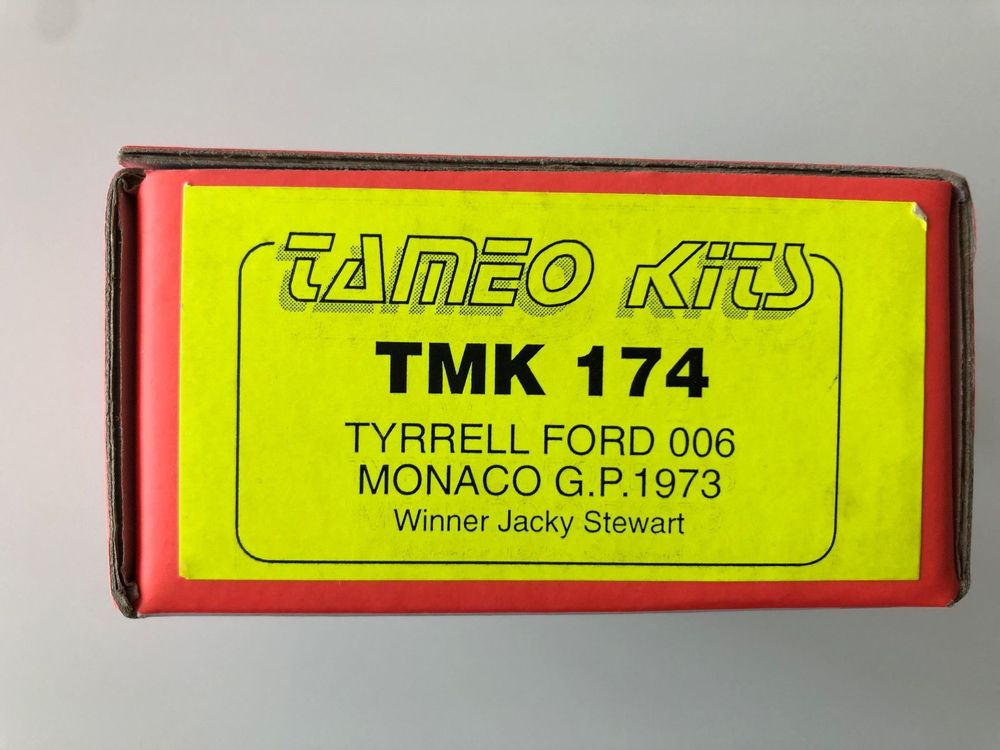 TAMEO KITS
TMK 174
TYRRELL FORD 006
MONACO G.P.1973
Winner Jacky Stewart